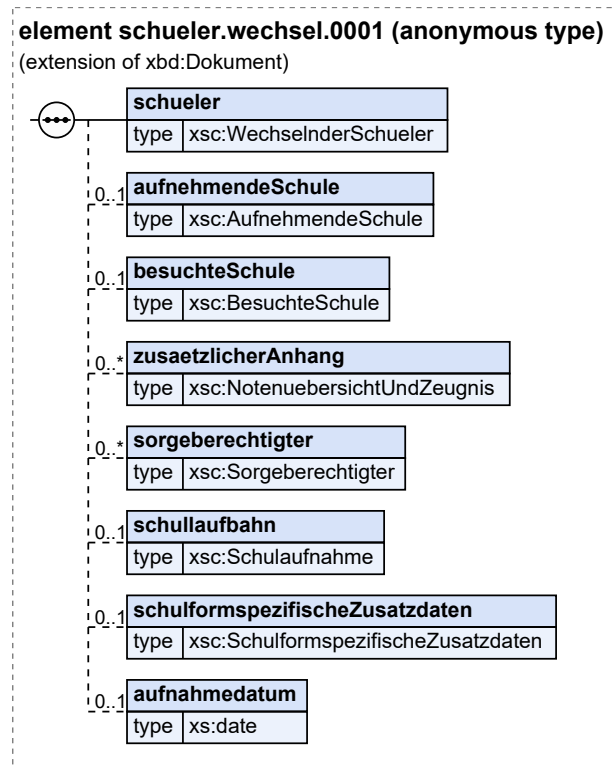 element schueler.wechsel.0001 (anonymous type)
(extension of xbd:Dokument)
schueler
type xsc:WechselnderSchueler
0..1 aufnehmendeSchule
type xsc:AufnehmendeSchule
0..1 besuchteSchule
type xsc:BesuchteSchule
0..* zusaetzlicherAnhang
type xsc:NotenuebersichtUndZeugnis
0..* sorgeberechtigter
type xsc:Sorgeberechtigter
0..1 schullaufbahn
type xsc:Schulaufnahme
0..1 schulformspezifischeZusatzdaten
type xsc:SchulformspezifischeZusatzdaten
0..1 aufnahmedatum
type xs:date